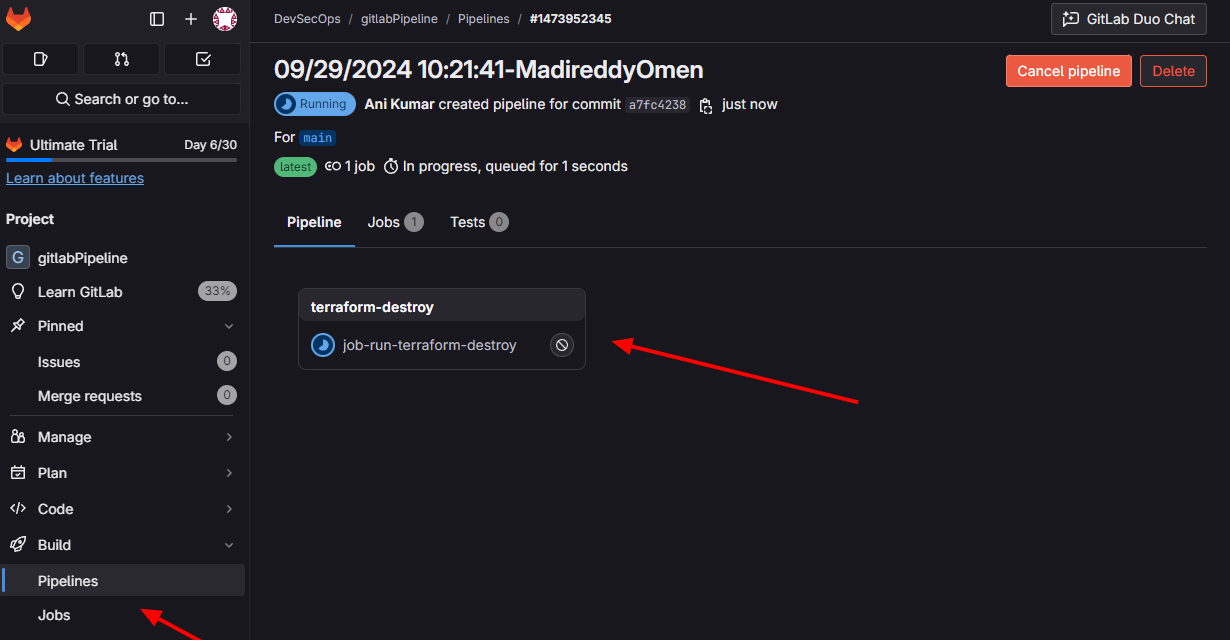 DevSecOps / gitlabPipeline / Pipelines / #1473952345
GitLab Duo Chat
Search or go to...
Ultimate Trial Day 6/30
Learn about features
Project
G gitlabPipeline
Learn GitLab 33%
Pinned
Issues 0
Merge requests 0
Manage
Plan
Code
Build
Pipelines
Jobs
09/29/2024 10:21:41-MadireddyOmen
Cancel pipeline Delete
Running Ani Kumar created pipeline for commit a7fc4238 just now
For main
latest 1 job In progress, queued for 1 seconds
Pipeline Jobs 1 Tests 0
terraform-destroy
job-run-terraform-destroy